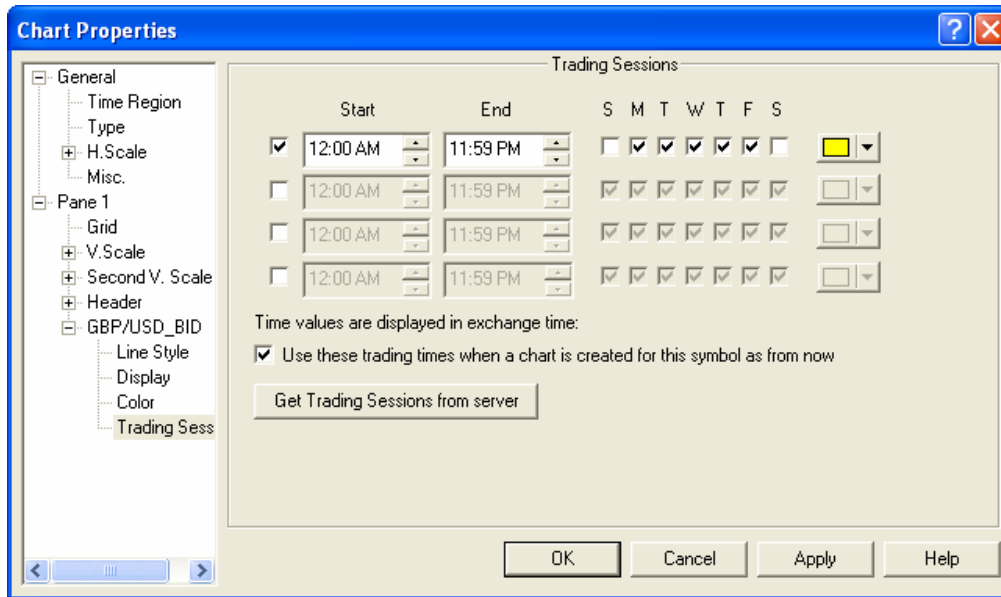 Chart Properties
General
Time Region
Type
H.Scale
Misc.
Pane 1
Grid
V.Scale
Second V. Scale
Header
GBP/USD_BID
Line Style
Display
Color
Trading Sess
Trading Sessions
Start End S M T W T F S
12:00 AM 11:59 PM
12:00 AM 11:59 PM
12:00 AM 11:59 PM
12:00 AM 11:59 PM
Time values are displayed in exchange time:
Use these trading times when a chart is created for this symbol as from now
Get Trading Sessions from server
OK Cancel Apply Help